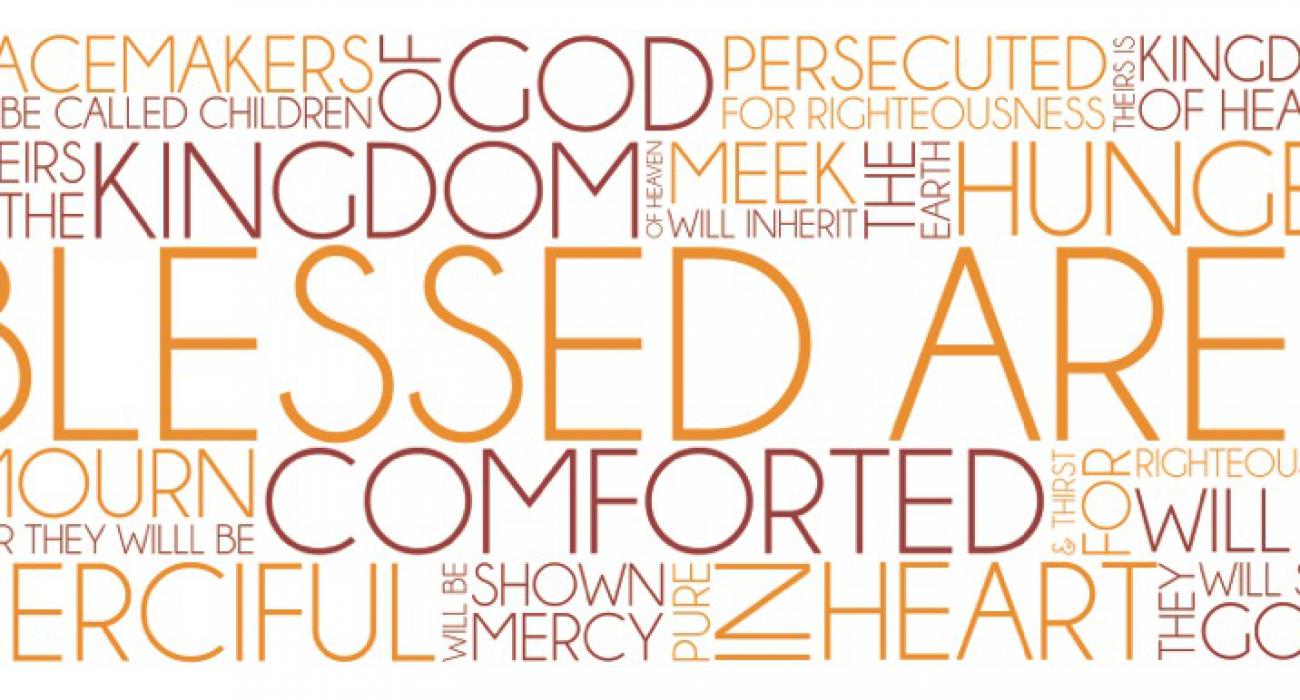 ACEMAKERS
BE CALLED CHILDREN
OF
GOD
PERSECUTED
FOR RIGHTEOUSNESS
THEIRS IS
KINGD
OF HEA
EIRS
THE
KINGDOM
OF HEAVEN
MEEK
WILL INHERIT
THE
EARTH
HUNGE
BLESSED ARE
MOURN
R THEY WILLL BE
COMFORTED
& THIRST
FOR
RIGHTEOUS
WILL
ERCIFUL
WILL BE
SHOWN
MERCY
PURE
IN
HEART
THEY
WILL S
GO